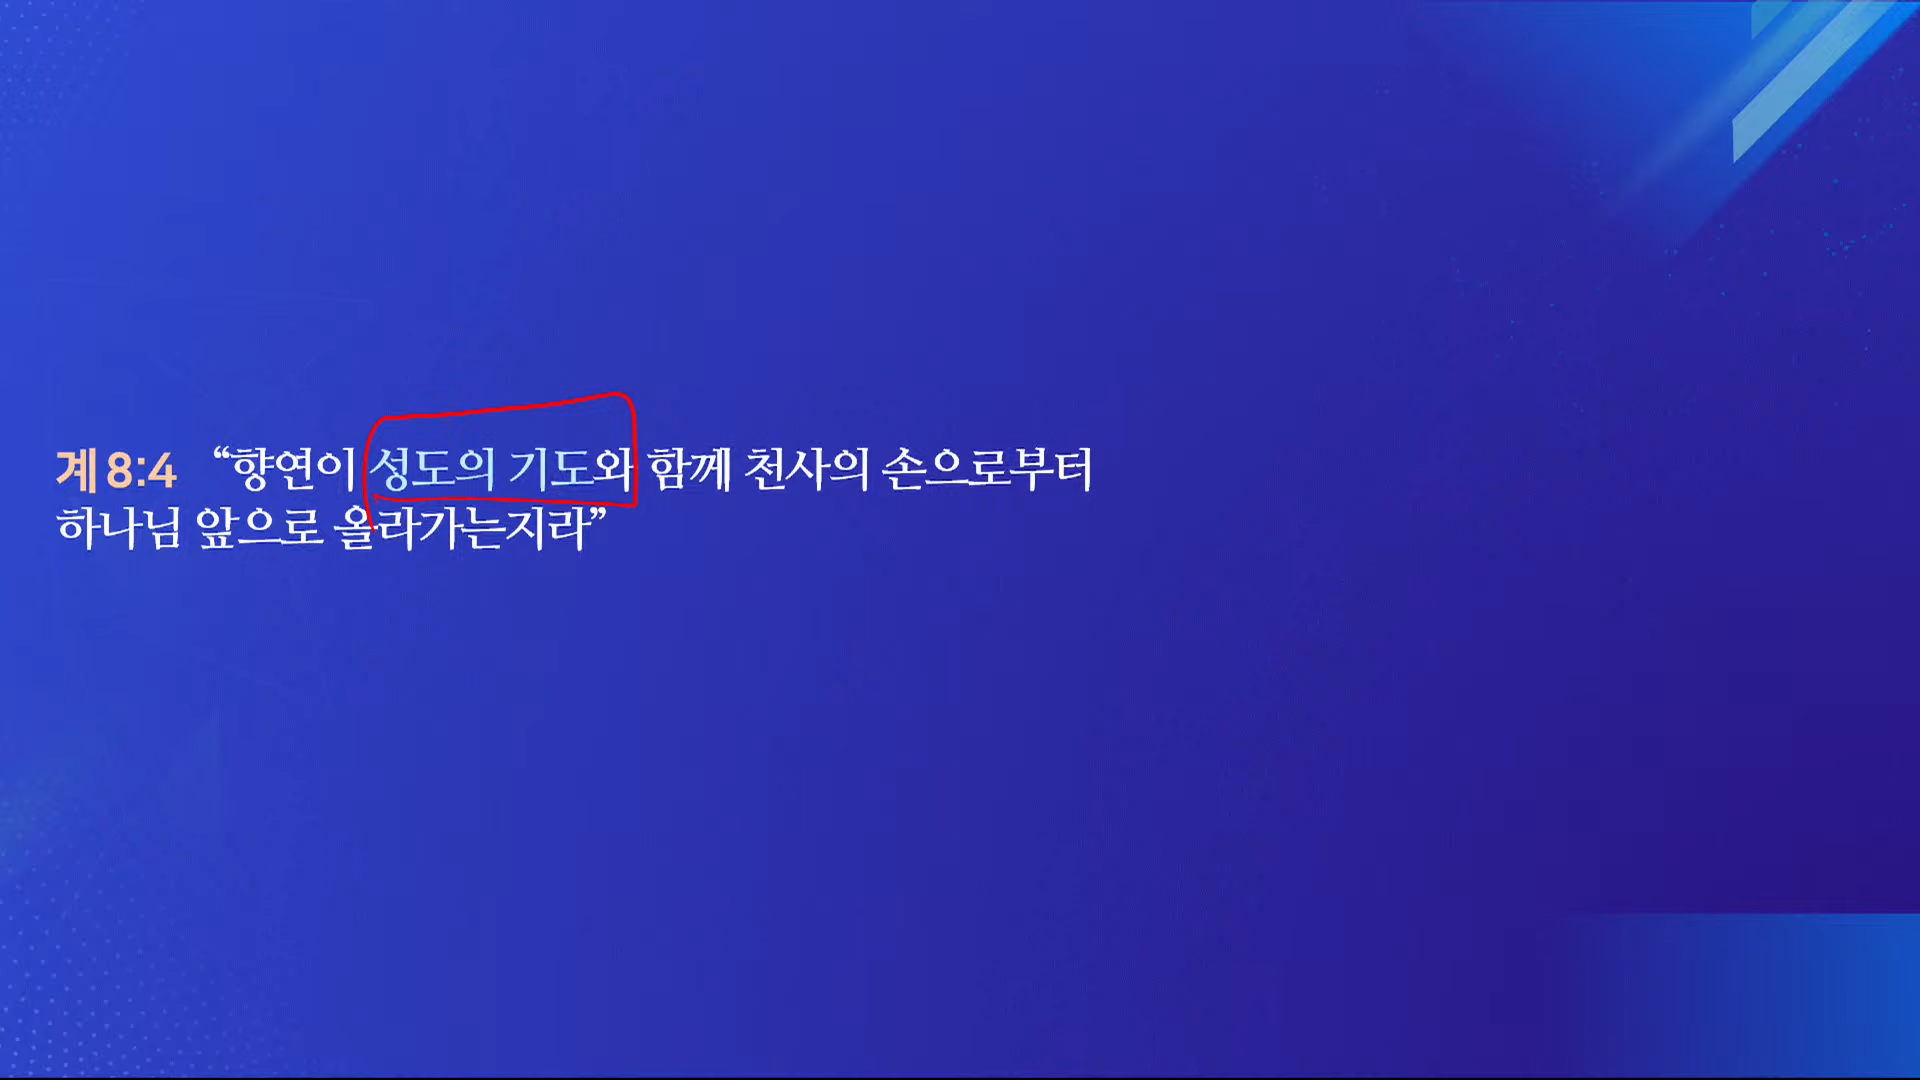 계 8:4 “향연이 성도의 기도와 함께 천사의 손으로부터
하나님 앞으로 올라가는지라”